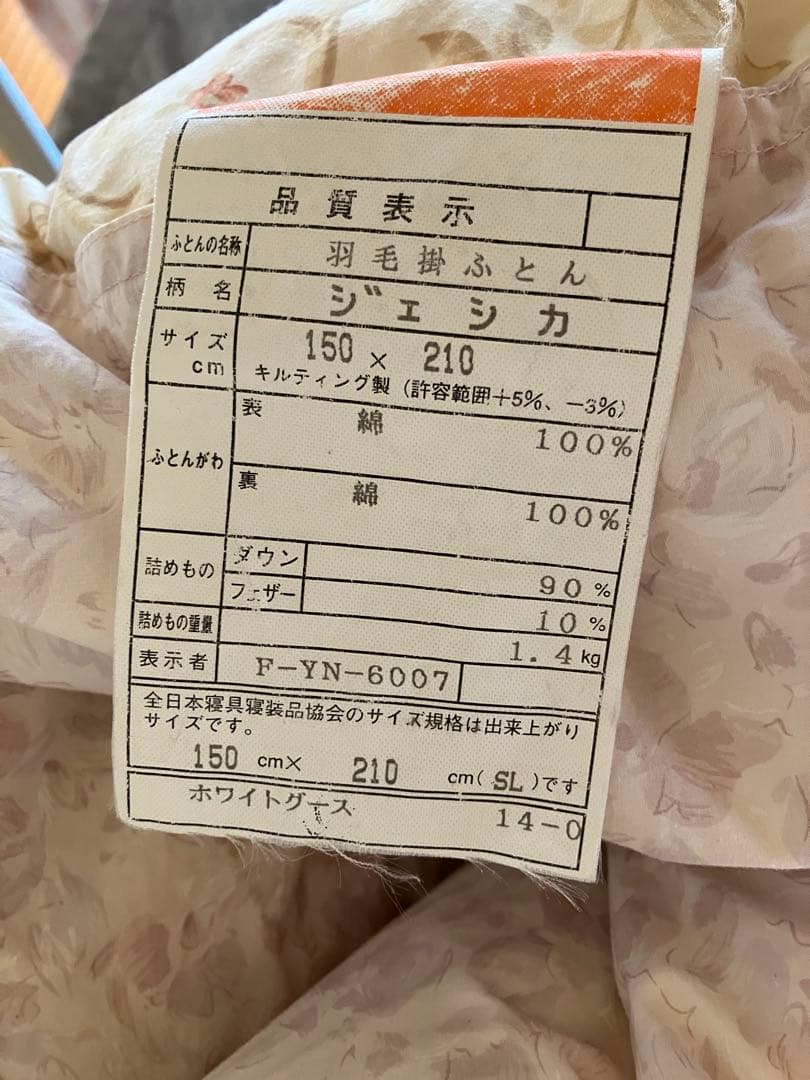 品質表示
ふとんの名称 羽毛掛ふとん
柄名 ジェシカ
サイズ cm 150 × 210
キルティング製(許容範囲+5%、-3%)
ふとんがわ 表 綿 100%
裏 綿 100%
詰めもの ダウン 90%
フェザー 10%
詰めもの重量 1.4kg
表示者 F-YN-6007
全日本寝具寝装品協会のサイズ規格は出来上がり
サイズです。
150 cm× 210 cm(SL)です
ホワイトグース 14-0